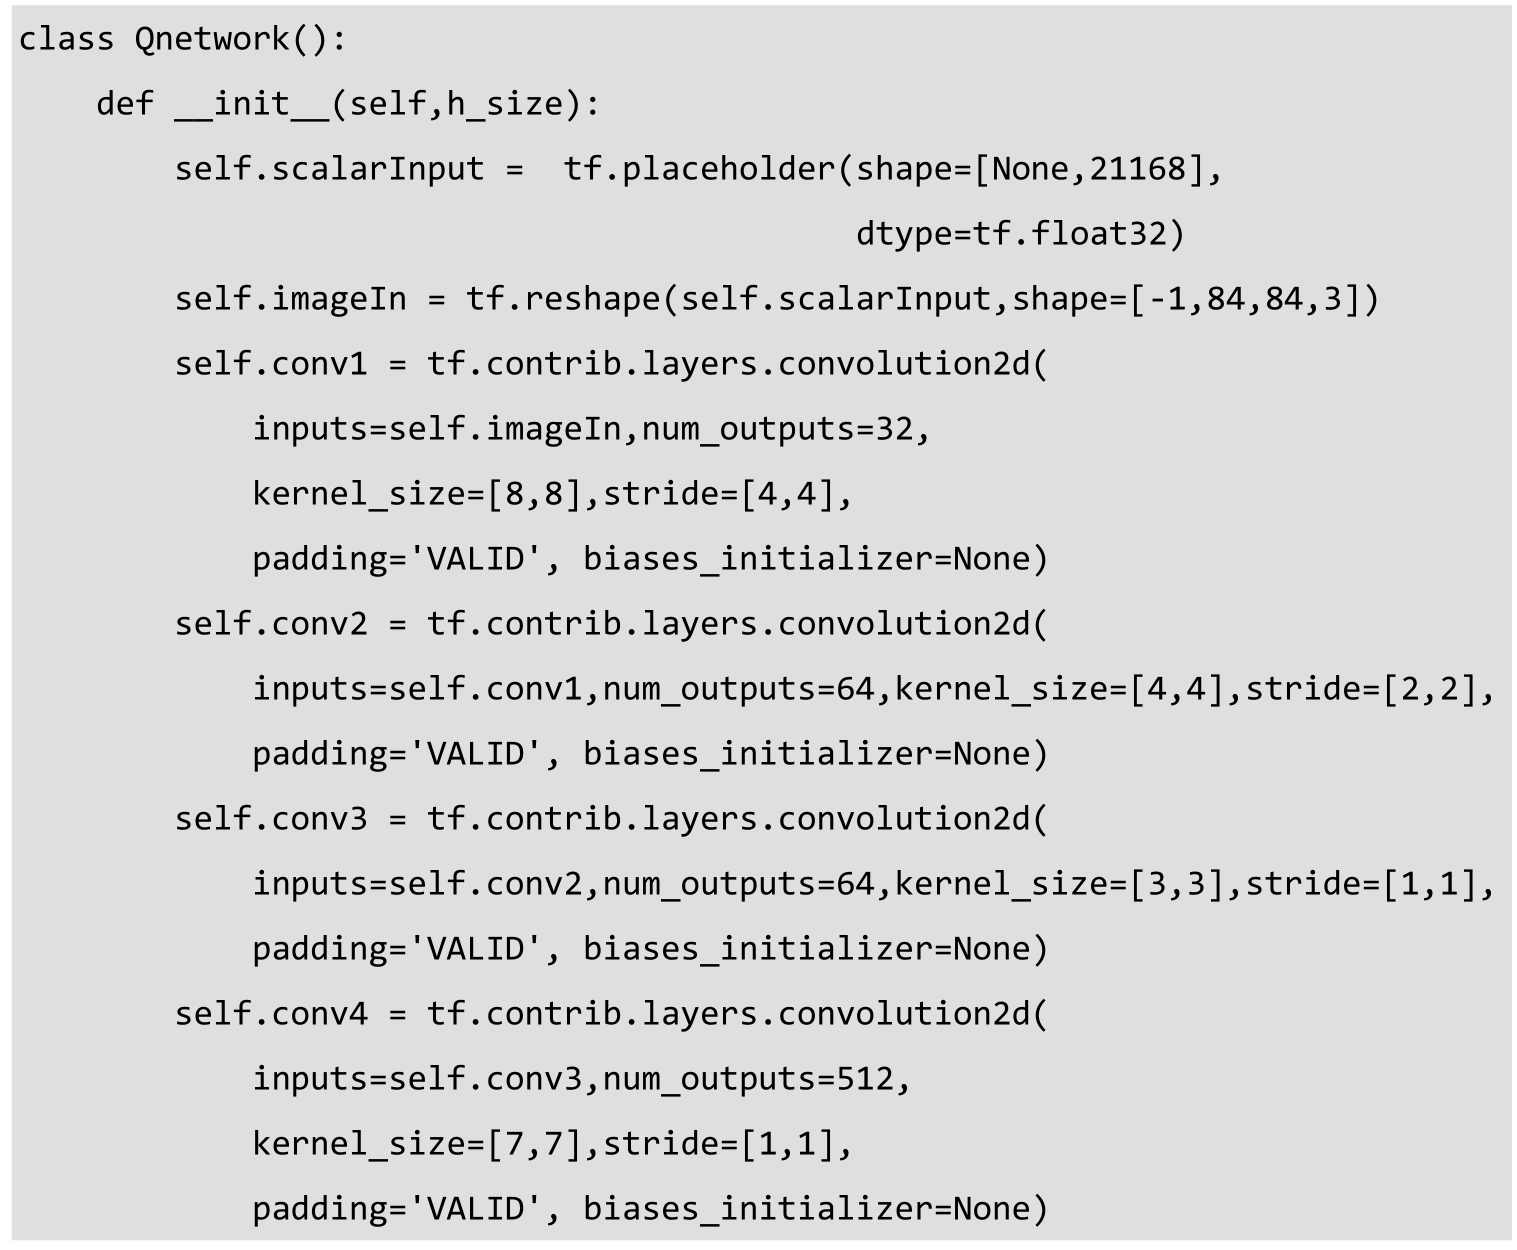 class Qnetwork():
    def __init__(self,h_size):
        self.scalarInput =  tf.placeholder(shape=[None,21168],
                                           dtype=tf.float32)
        self.imageIn = tf.reshape(self.scalarInput,shape=[-1,84,84,3])
        self.conv1 = tf.contrib.layers.convolution2d(
            inputs=self.imageIn,num_outputs=32,
            kernel_size=[8,8],stride=[4,4],
            padding='VALID', biases_initializer=None)
        self.conv2 = tf.contrib.layers.convolution2d(
            inputs=self.conv1,num_outputs=64,kernel_size=[4,4],stride=[2,2],
            padding='VALID', biases_initializer=None)
        self.conv3 = tf.contrib.layers.convolution2d(
            inputs=self.conv2,num_outputs=64,kernel_size=[3,3],stride=[1,1],
            padding='VALID', biases_initializer=None)
        self.conv4 = tf.contrib.layers.convolution2d(
            inputs=self.conv3,num_outputs=512,
            kernel_size=[7,7],stride=[1,1],
            padding='VALID', biases_initializer=None)